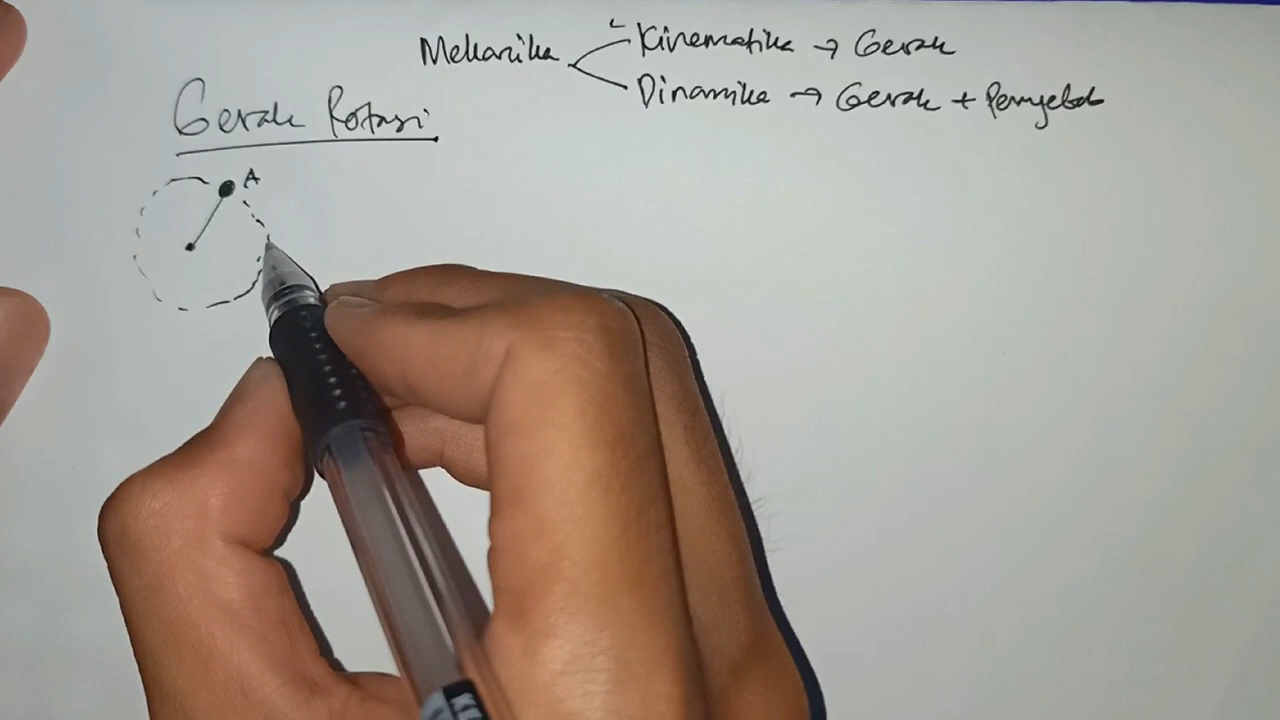 Mekanika
Kinematika → Gerak
Dinamika → Gerak + Penyebab
Gerak Rotasi
A